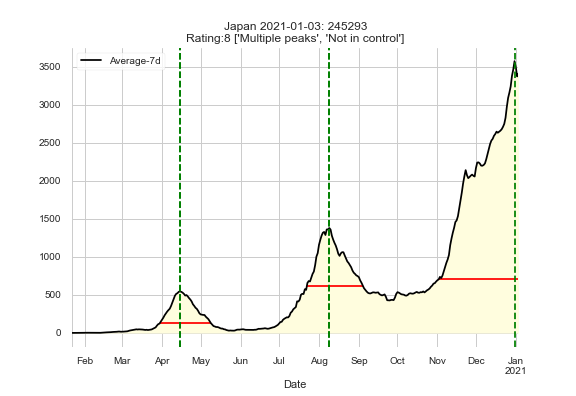 Japan 2021-01-03: 245293
Rating:8 ['Multiple peaks', 'Not in control']
Average-7d
3500
3000
2500
2000
1500
1000
500
0
Feb Mar Apr May Jun Jul Aug Sep Oct Nov Dec Jan
2021
Date